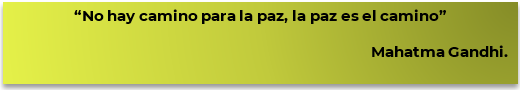 “No hay camino para la paz, la paz es el camino”
Mahatma Gandhi.